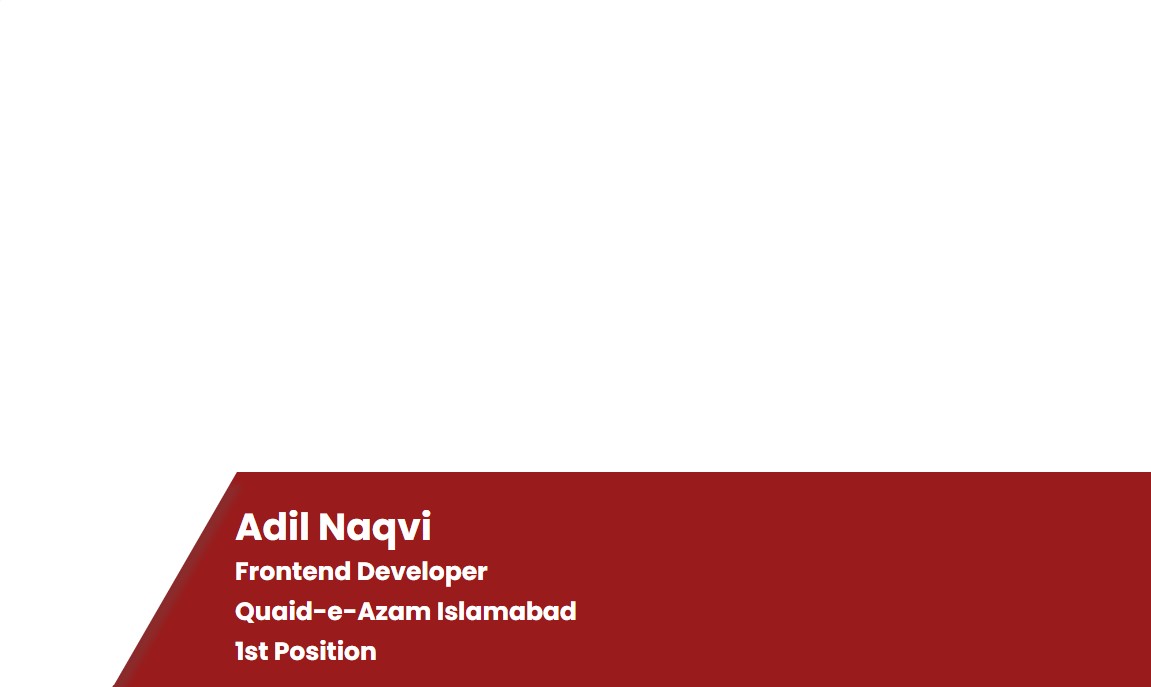 Adil Naqvi
Frontend Developer
Quaid-e-Azam Islamabad
1st Position